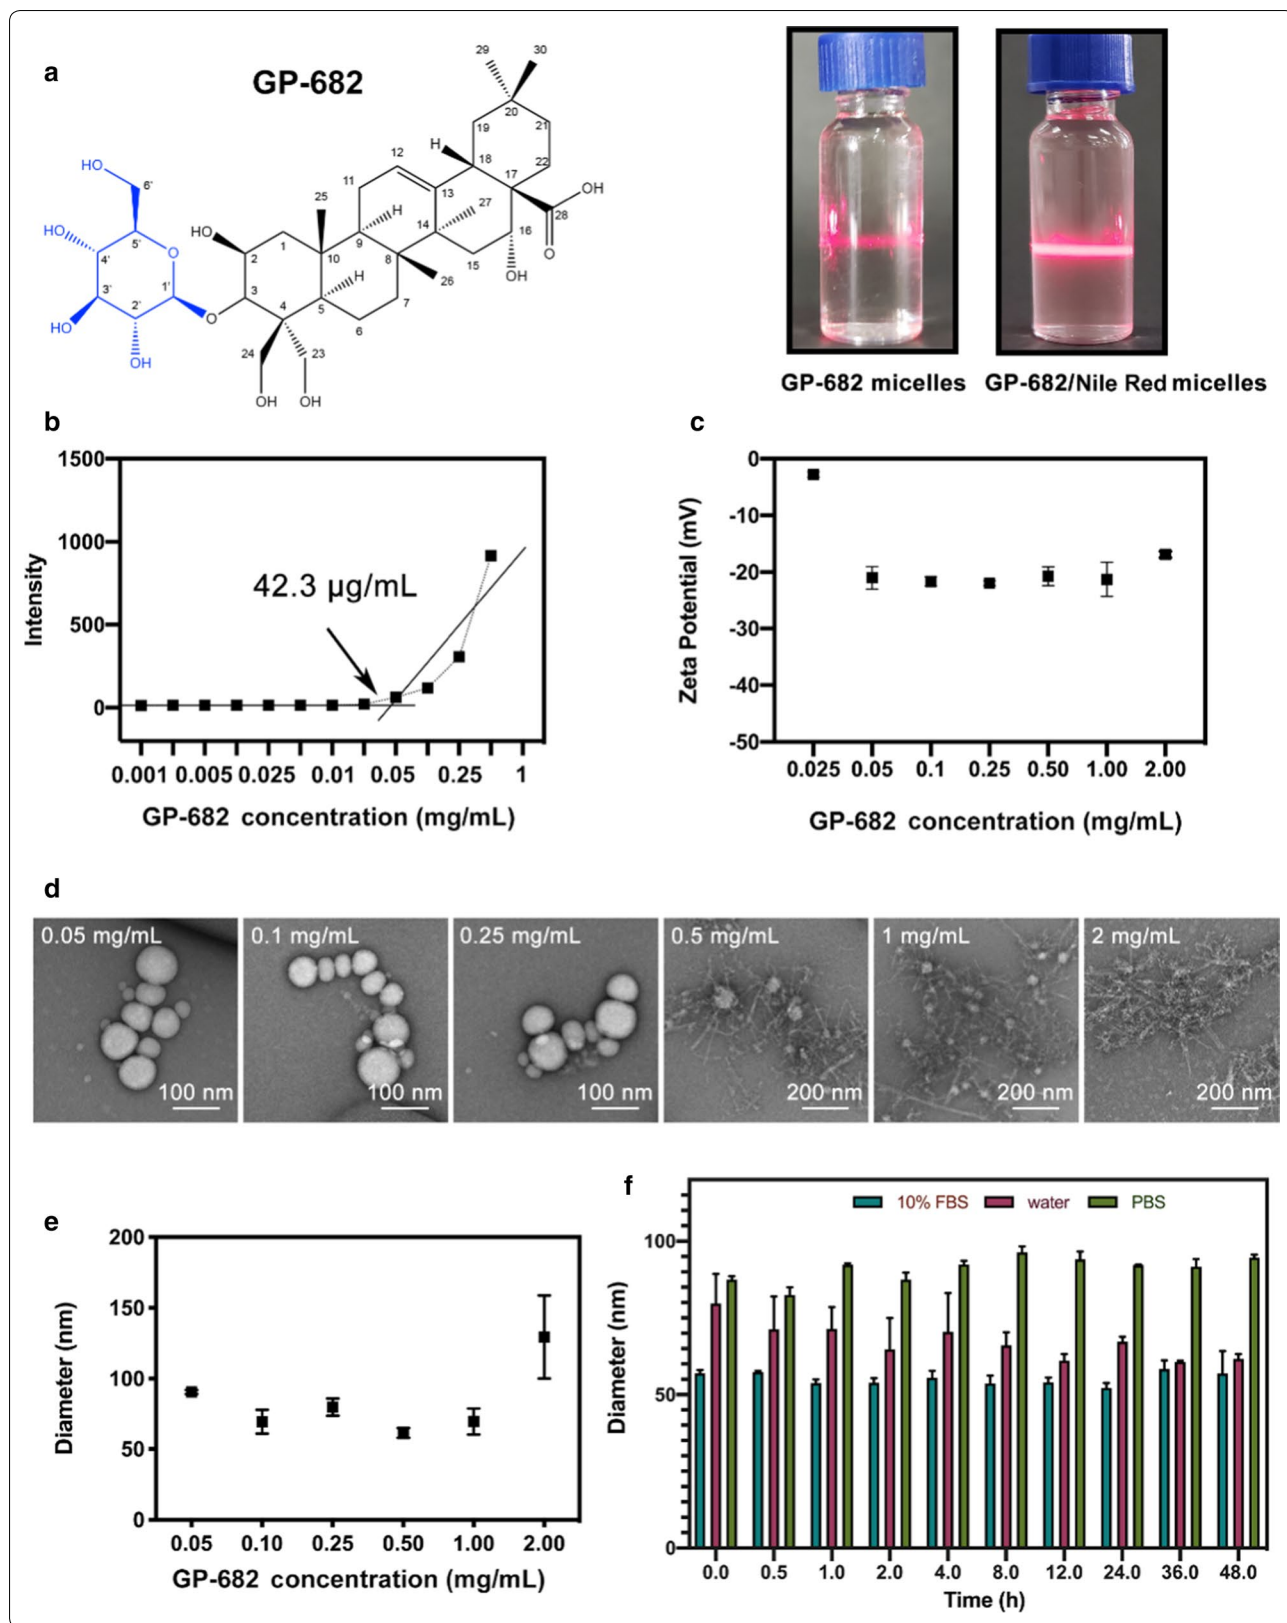 a
GP-682
29
30
20
19
21
H
18
22
12
17
OH
11
13
27
28
25
HO
6'
14
16
O
HO
H
HO
1
9
15
OH
5'
2
10
8
26
4'
O
H
3'
1'
3
5
7
HO
2'
O
4
6
OH
24
23
OH
OH
GP-682 micelles
GP-682/Nile Red micelles
b
1500
1000
500
0
Intensity
42.3 µg/mL
0.001 0.005 0.025 0.01 0.05 0.25 1
GP-682 concentration (mg/mL)
c
0
-10
-20
-30
-40
-50
Zeta Potential (mV)
0.025 0.05 0.1 0.25 0.50 1.00 2.00
GP-682 concentration (mg/mL)
d
0.05 mg/mL
100 nm
0.1 mg/mL
100 nm
0.25 mg/mL
100 nm
0.5 mg/mL
200 nm
1 mg/mL
200 nm
2 mg/mL
200 nm
e
200
150
100
50
0
Diameter (nm)
0.05 0.10 0.25 0.50 1.00 2.00
GP-682 concentration (mg/mL)
f
10% FBS water PBS
100
50
0
Diameter (nm)
0.0 0.5 1.0 2.0 4.0 8.0 12.0 24.0 36.0 48.0
Time (h)